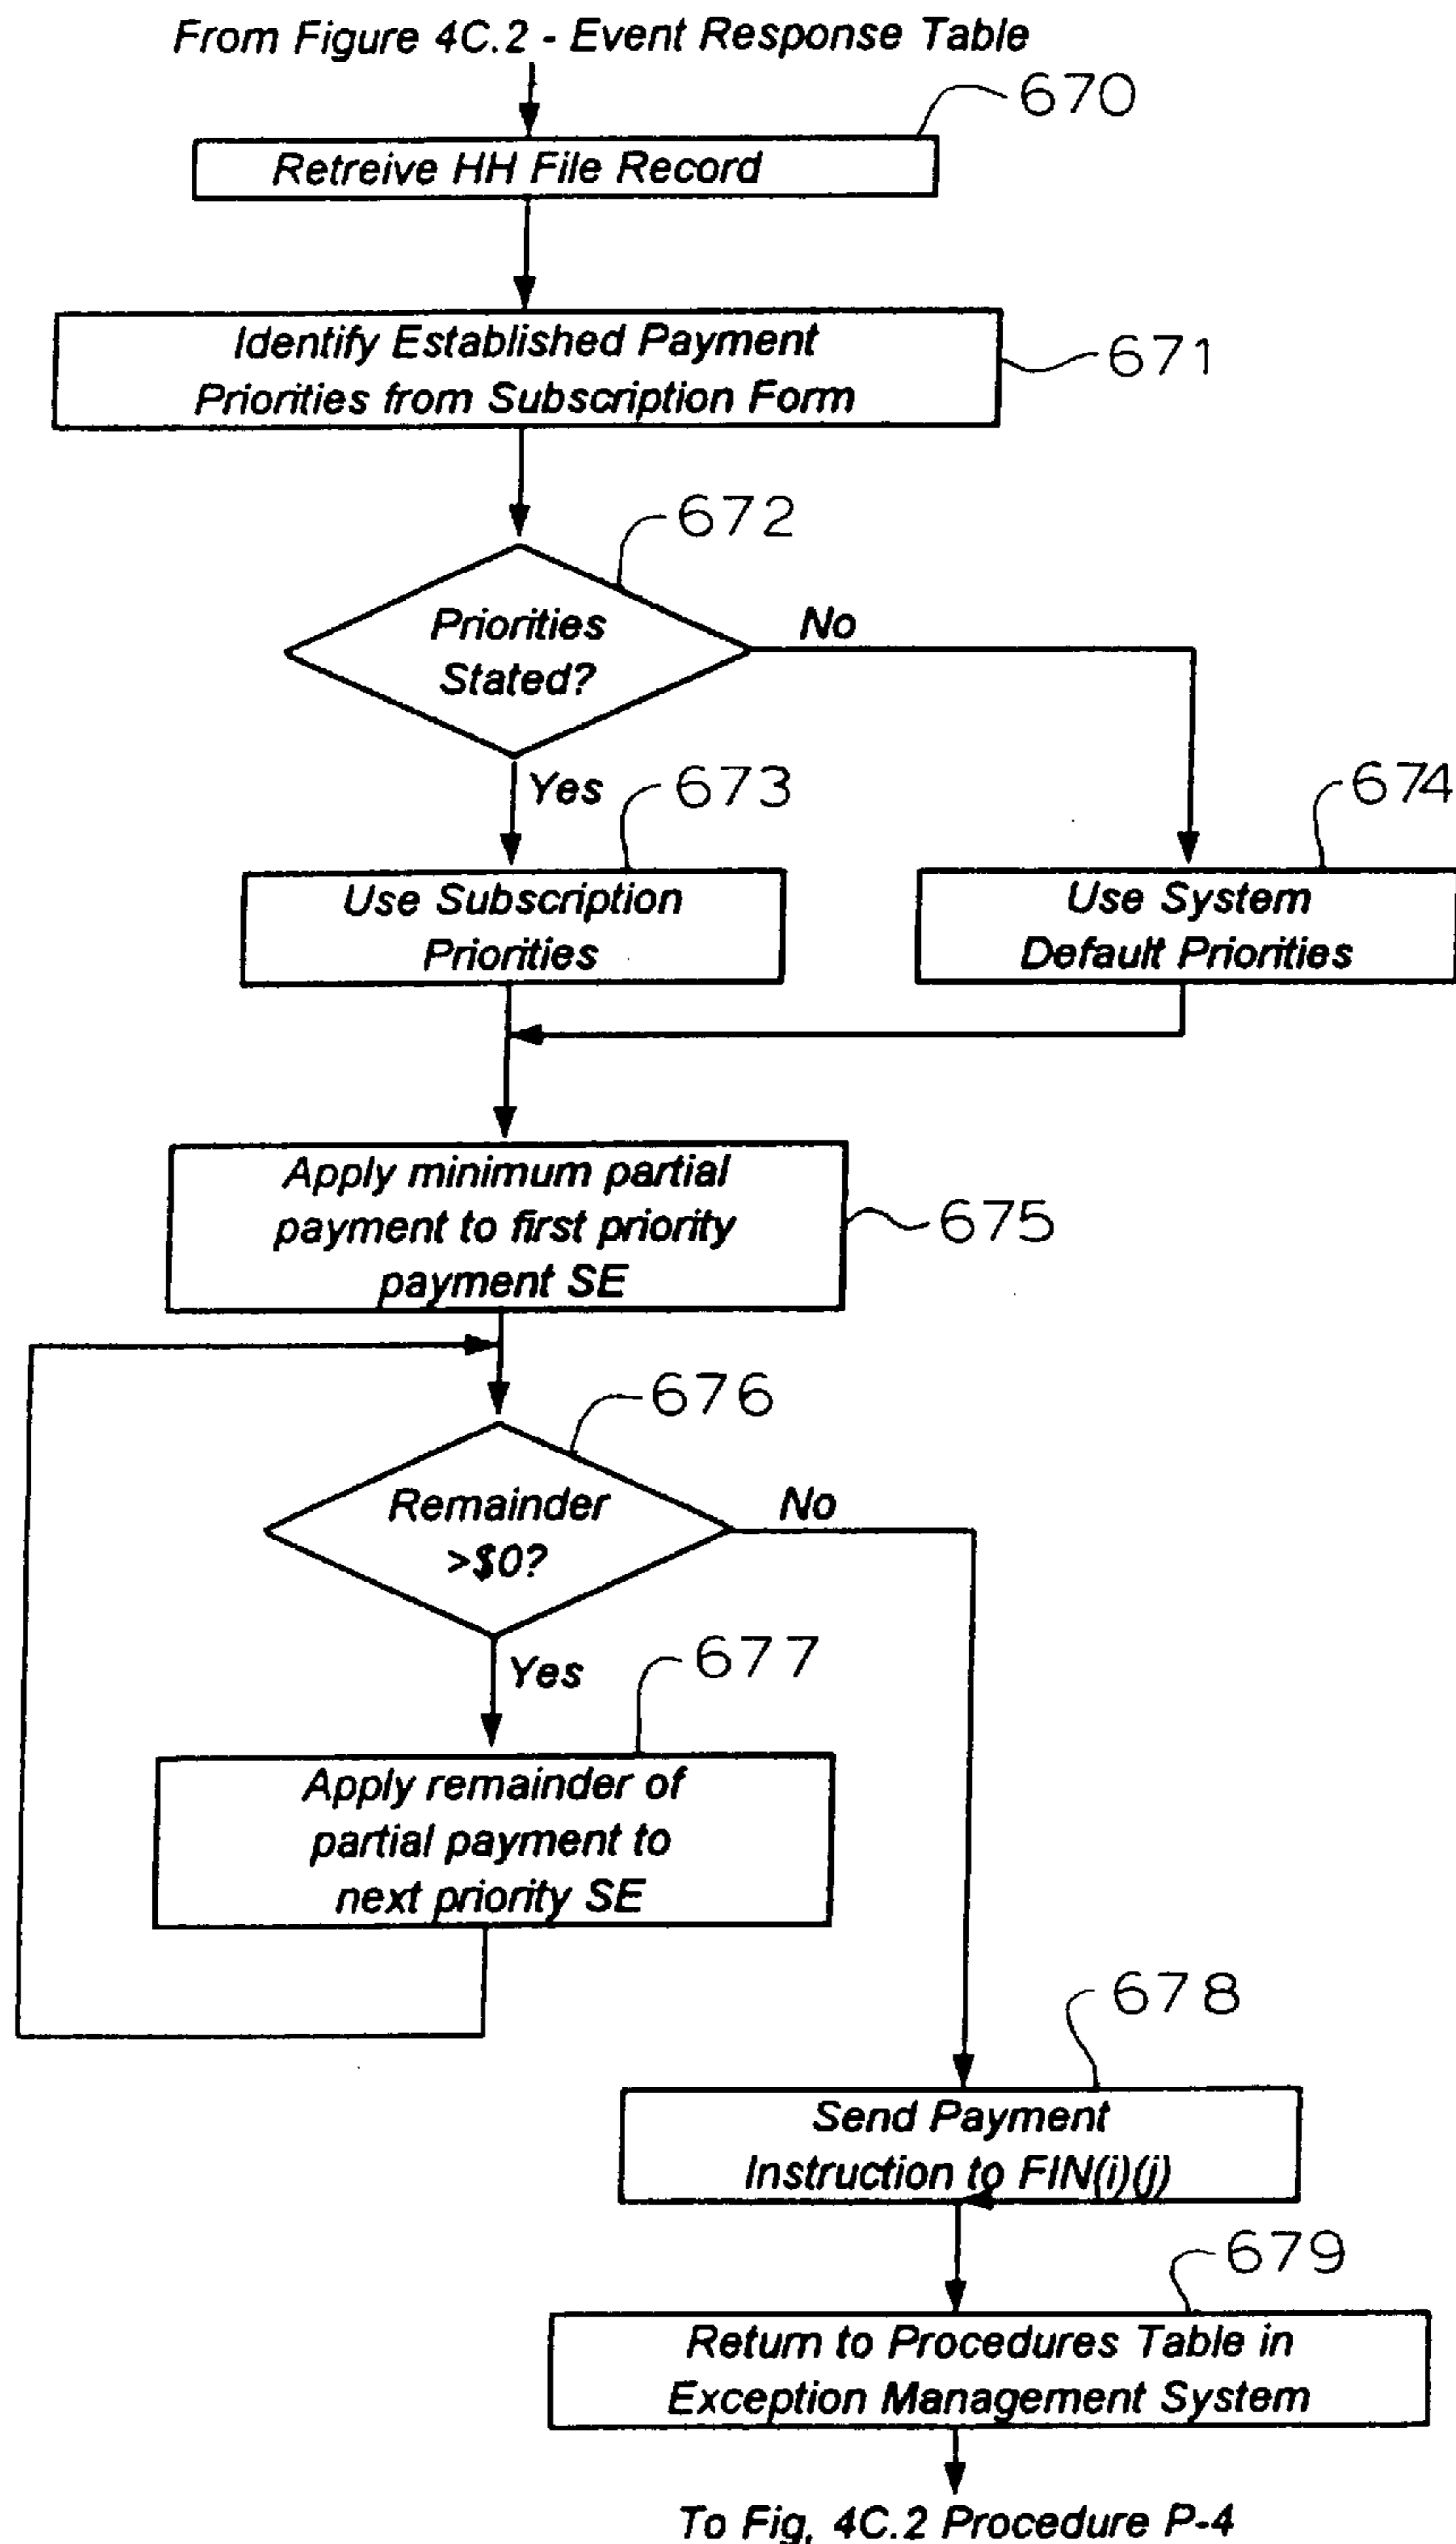 From Figure 4C.2 - Event Response Table
670
Retreive HH File Record
Identify Established Payment
Priorities from Subscription Form
671
672
Priorities
Stated?
No
Yes
673
674
Use Subscription
Priorities
Use System
Default Priorities
Apply minimum partial
payment to first priority
payment SE
675
676
Remainder
>$0?
No
Yes
677
Apply remainder of
partial payment to
next priority SE
678
Send Payment
Instruction to FIN(i)(j)
679
Return to Procedures Table in
Exception Management System
To Fig, 4C.2 Procedure P-4